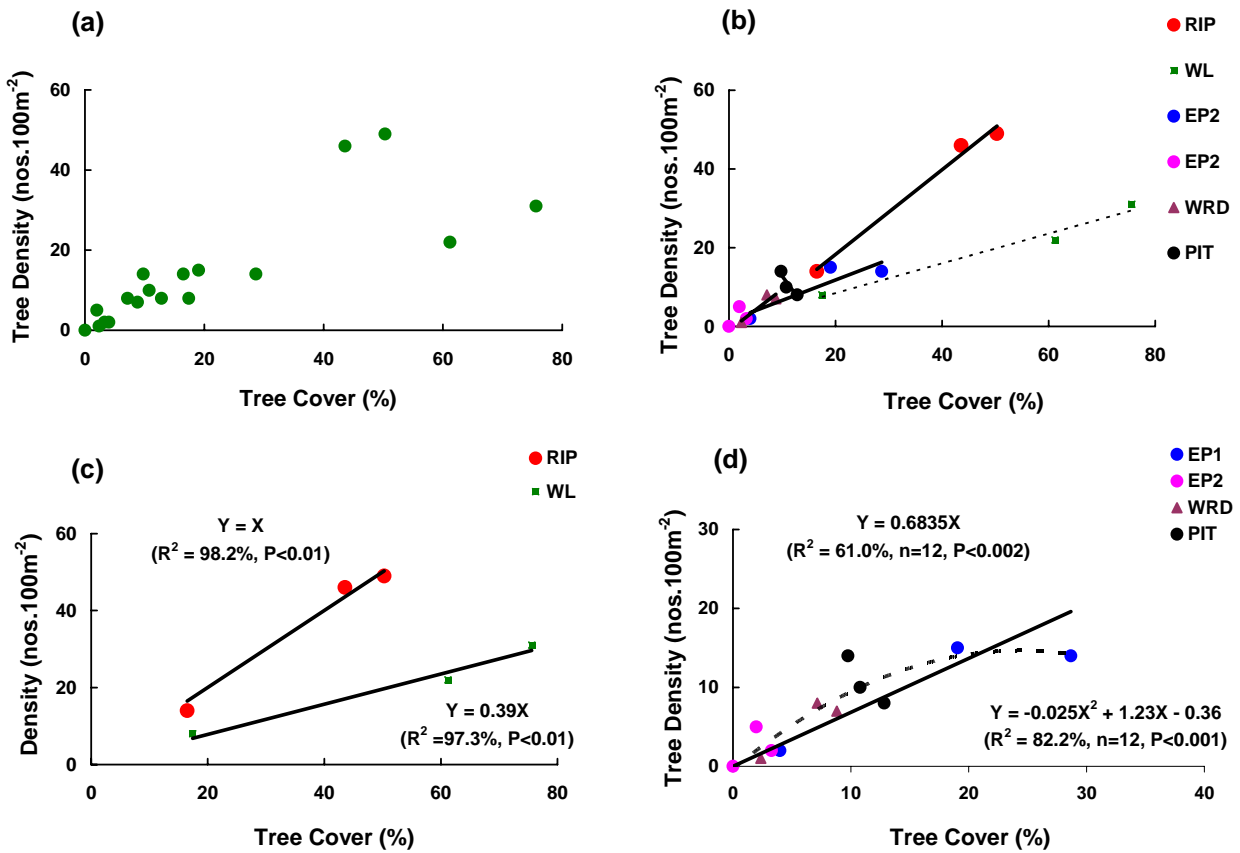 (a)
Tree Density (nos.100m-2)
60
40
20
0
0 20 40 60 80
Tree Cover (%)
(b)
RIP
WL
EP2
EP2
WRD
PIT
Tree Density (nos.100m-2)
60
40
20
0
0 20 40 60 80
Tree Cover (%)
(c)
RIP
WL
Y = X
(R2 = 98.2%, P<0.01)
Y = 0.39X
(R2 =97.3%, P<0.01)
Density (nos.100m-2)
60
40
20
0
0 20 40 60 80
Tree Cover (%)
(d)
EP1
EP2
WRD
PIT
Y = 0.6835X
(R2 = 61.0%, n=12, P<0.002)
Y = -0.025X2 + 1.23X - 0.36
(R2 = 82.2%, n=12, P<0.001)
Tree Density (nos.100m-2)
30
20
10
0
0 10 20 30 40
Tree Cover (%)